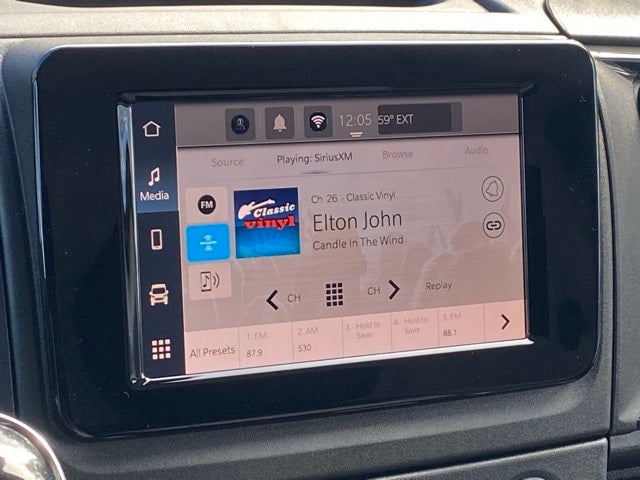 12:05 59° EXT
Source Playing: SiriusXM Browse Audio
Media
FM
Classic
vinyl
Ch 26 - Classic Vinyl
Elton John
Candle In The Wind
CH CH Replay
All Presets
1. FM
87.9
2. AM
530
3 Hold to
Save
4 Hold to
Save
5. FM
88.1